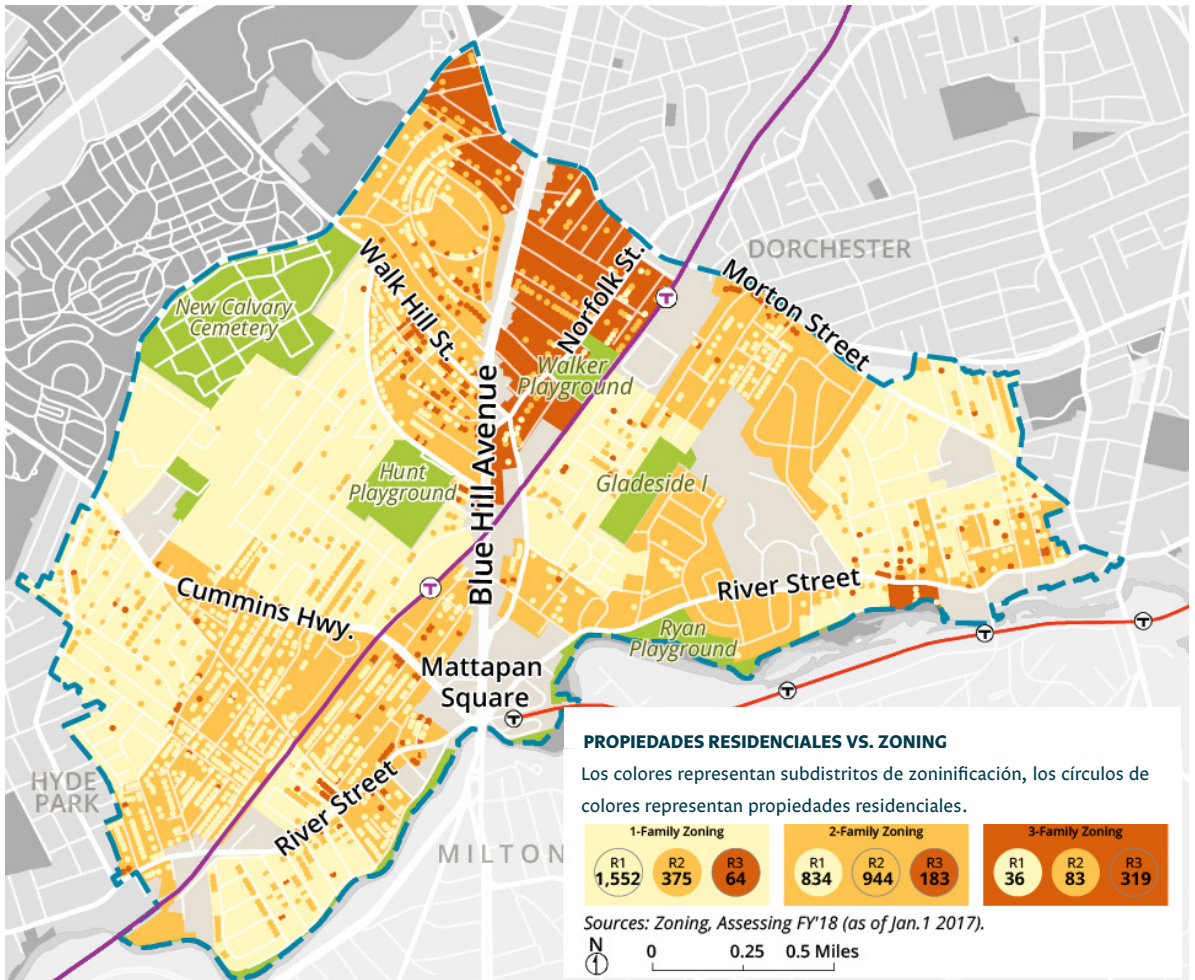 DORCHESTER
Morton Street
New Calvary
Cemetery
Walk Hill St.
Norfolk St.
T
Walker
Playground
Blue Hill Avenue
Hunt
Playground
Gladeside I
Cummins Hwy.
T
River Street
Ryan
Playground
Mattapan
Square
T
T
T
T
HYDE
PARK
River Street
MILTON
PROPIEDADES RESIDENCIALES VS. ZONING
Los colores representan subdistritos de zoninificación, los círculos de
colores representan propiedades residenciales.
1-Family Zoning
R1 R2 R3
1,552 375 64
2-Family Zoning
R1 R2 R3
834 944 183
3-Family Zoning
R1 R2 R3
36 83 319
Sources: Zoning, Assessing FY'18 (as of Jan.1 2017).
N
0 0.25 0.5 Miles